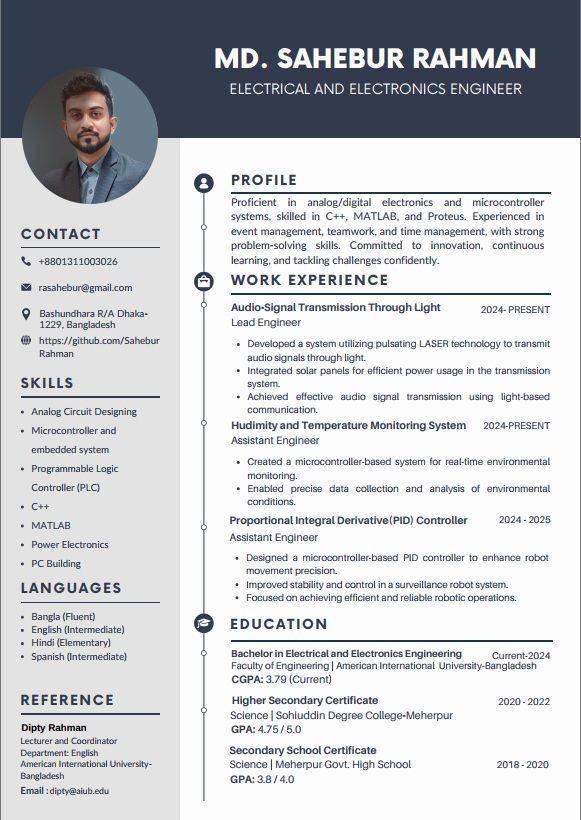 MD. SAHEBUR RAHMAN
ELECTRICAL AND ELECTRONICS ENGINEER
CONTACT
+8801311003026
rasahebur@gmail.com
Bashundhara R/A Dhaka-
1229, Bangladesh
https://github.com/Sahebur
Rahman
SKILLS
• Analog Circuit Designing
• Microcontroller and
embedded system
• Programmable Logic
Controller (PLC)
• C++
• MATLAB
• Power Electronics
• PC Building
LANGUAGES
• Bangla (Fluent)
• English (Intermediate)
• Hindi (Elementary)
• Spanish (Intermediate)
REFERENCE
Dipty Rahman
Lecturer and Coordinator
Department: English
American International University-
Bangladesh
Email : dipty@aiub.edu
PROFILE
Proficient in analog/digital electronics and microcontroller
systems, skilled in C++, MATLAB, and Proteus. Experienced in
event management, teamwork, and time management, with strong
problem-solving skills. Committed to innovation, continuous
learning, and tackling challenges confidently.
WORK EXPERIENCE
Audio-Signal Transmission Through Light 2024- PRESENT
Lead Engineer
• Developed a system utilizing pulsating LASER technology to transmit
audio signals through light.
• Integrated solar panels for efficient power usage in the transmission
system.
• Achieved effective audio signal transmission using light-based
communication.
Hudimity and Temperature Monitoring System 2024-PRESENT
Assistant Engineer
• Created a microcontroller-based system for real-time environmental
monitoring.
• Enabled precise data collection and analysis of environmental
conditions.
Proportional Integral Derivative(PID) Controller 2024 - 2025
Assistant Engineer
• Designed a microcontroller-based PID controller to enhance robot
movement precision.
• Improved stability and control in a surveillance robot system.
• Focused on achieving efficient and reliable robotic operations.
EDUCATION
Bachelor in Electrical and Electronics Engineering Current-2024
Faculty of Engineering | American International University-Bangladesh
CGPA: 3.79 (Current)
Higher Secondary Certificate 2020 - 2022
Science | Sohiuddin Degree College-Meherpur
GPA: 4.75 / 5.0
Secondary School Certificate
Science | Meherpur Govt. High School 2018 - 2020
GPA: 3.8 / 4.0